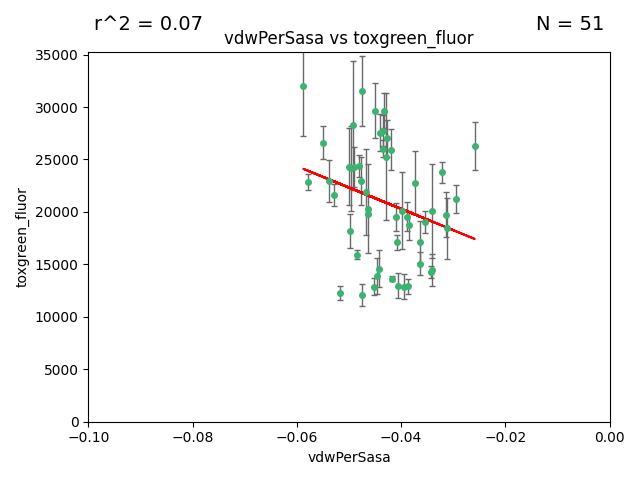 r^2 = 0.07
N = 51
vdwPerSasa vs toxgreen_fluor
35000
30000
25000
20000
15000
10000
5000
0
toxgreen_fluor
−0.10
−0.08
−0.06
−0.04
−0.02
0.00
vdwPerSasa